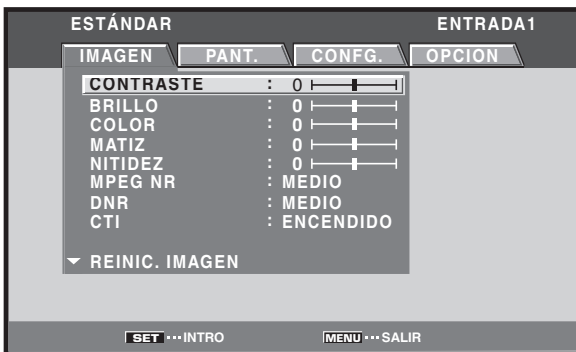 ESTÁNDAR ENTRADA1
IMAGEN PANT. CONFG. OPCION
CONTRASTE : 0
BRILLO : 0
COLOR : 0
MATIZ : 0
NITIDEZ : 0
MPEG NR : MEDIO
DNR : MEDIO
CTI : ENCENDIDO
REINIC. IMAGEN
SET ··· INTRO MENU ··· SALIR